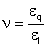 ν = ε_q / ε_l